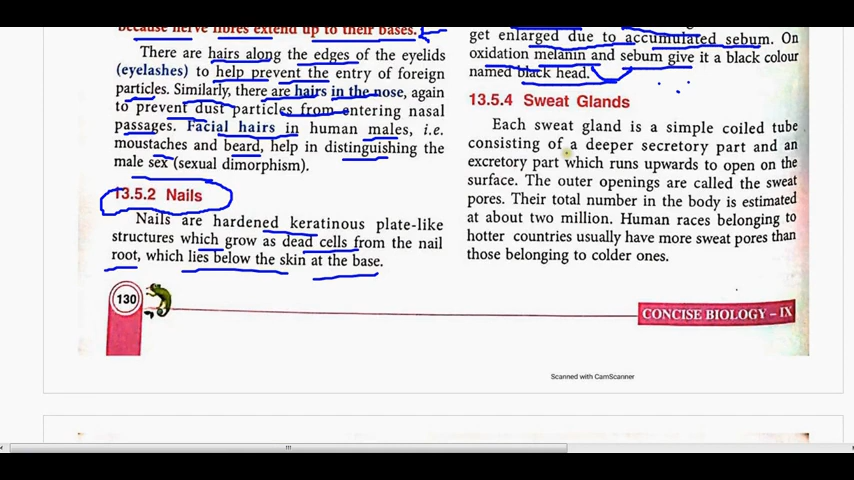 because nerve fibres extend up to their bases.
There are hairs along the edges of the eyelids
(eyelashes) to help prevent the entry of foreign
particles. Similarly, there are hairs in the nose, again
to prevent dust particles from entering nasal
passages. Facial hairs in human males, i.e.
moustaches and beard, help in distinguishing the
male sex (sexual dimorphism).
13.5.2 Nails
Nails are hardened keratinous plate-like
structures which grow as dead cells from the nail
root, which lies below the skin at the base.
130
get enlarged due to accumulated sebum. On
oxidation melanin and sebum give it a black colour
named black head.
13.5.4 Sweat Glands
Each sweat gland is a simple coiled tube
consisting of a deeper secretory part and an
excretory part which runs upwards to open on the
surface. The outer openings are called the sweat
pores. Their total number in the body is estimated
at about two million. Human races belonging to
hotter countries usually have more sweat pores than
those belonging to colder ones.
CONCISE BIOLOGY – IX
Scanned with CamScanner